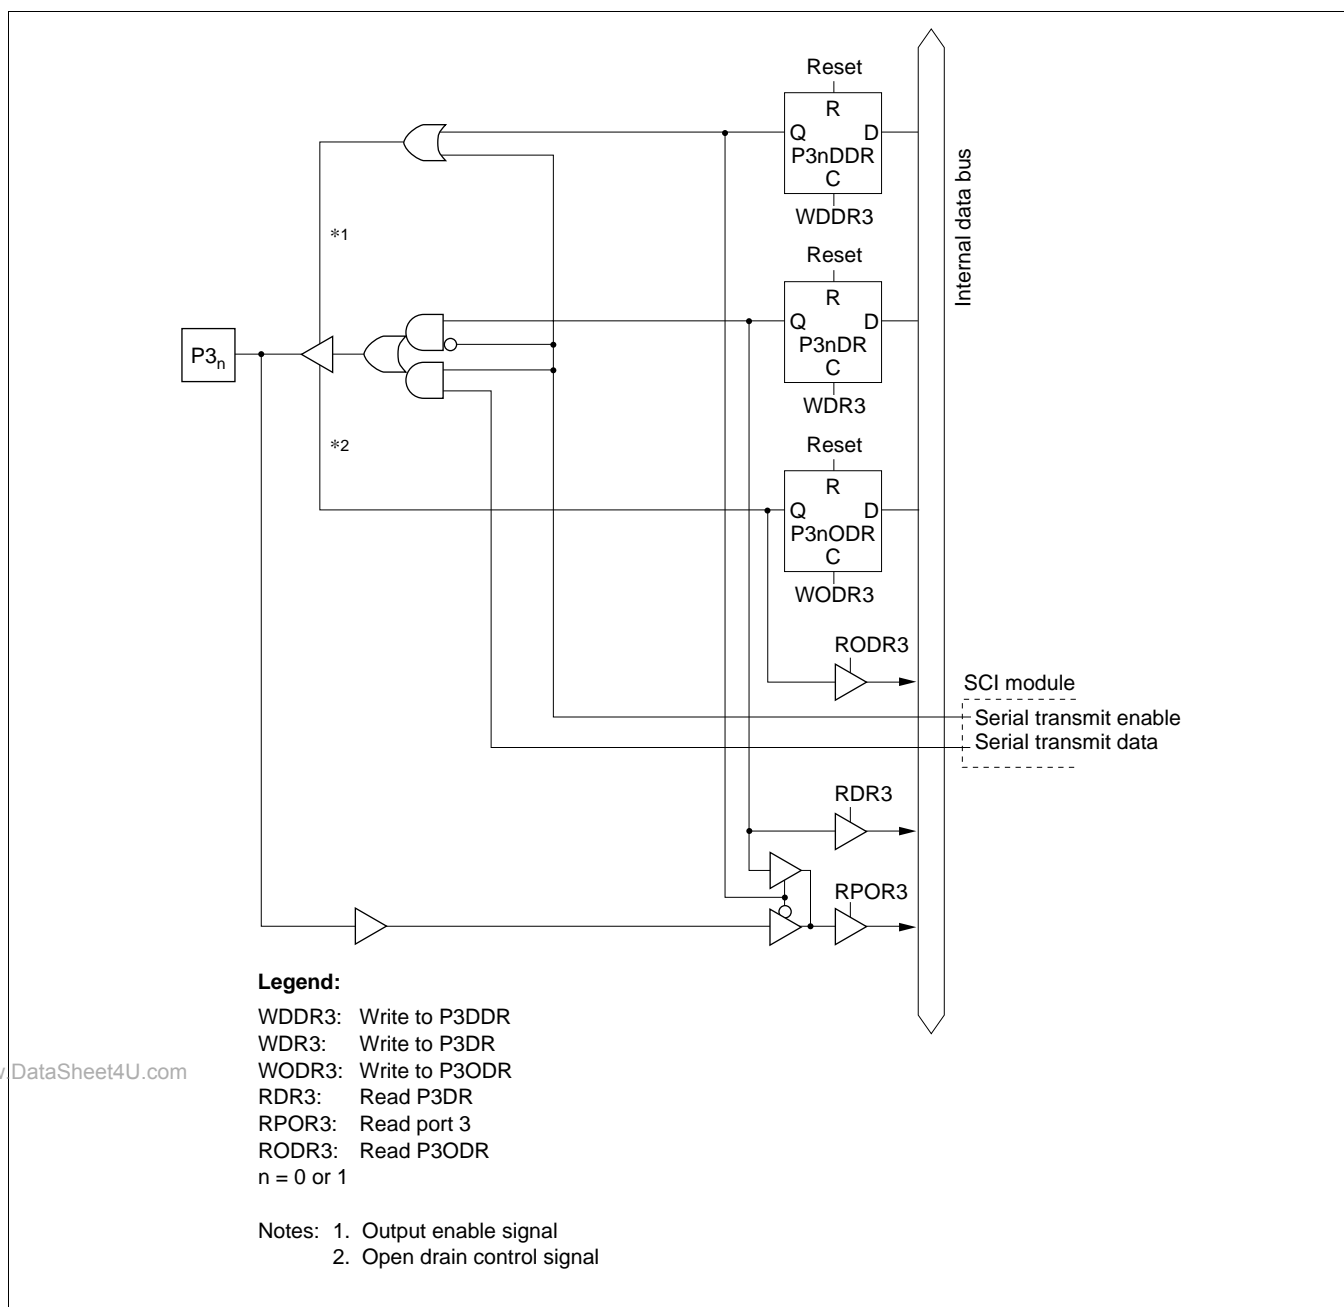 Reset
R
Q D
P3nDDR
C
WDDR3
Internal data bus
*1
Reset
R
Q D
P3nDR
C
WDR3
P3n
*2
Reset
R
Q D
P3nODR
C
WODR3
RODR3
SCI module
Serial transmit enable
Serial transmit data
RDR3
RPOR3
Legend:
WDDR3: Write to P3DDR
WDR3: Write to P3DR
WODR3: Write to P3ODR
RDR3: Read P3DR
RPOR3: Read port 3
RODR3: Read P3ODR
n = 0 or 1
Notes: 1. Output enable signal
2. Open drain control signal
.DataSheet4U.com